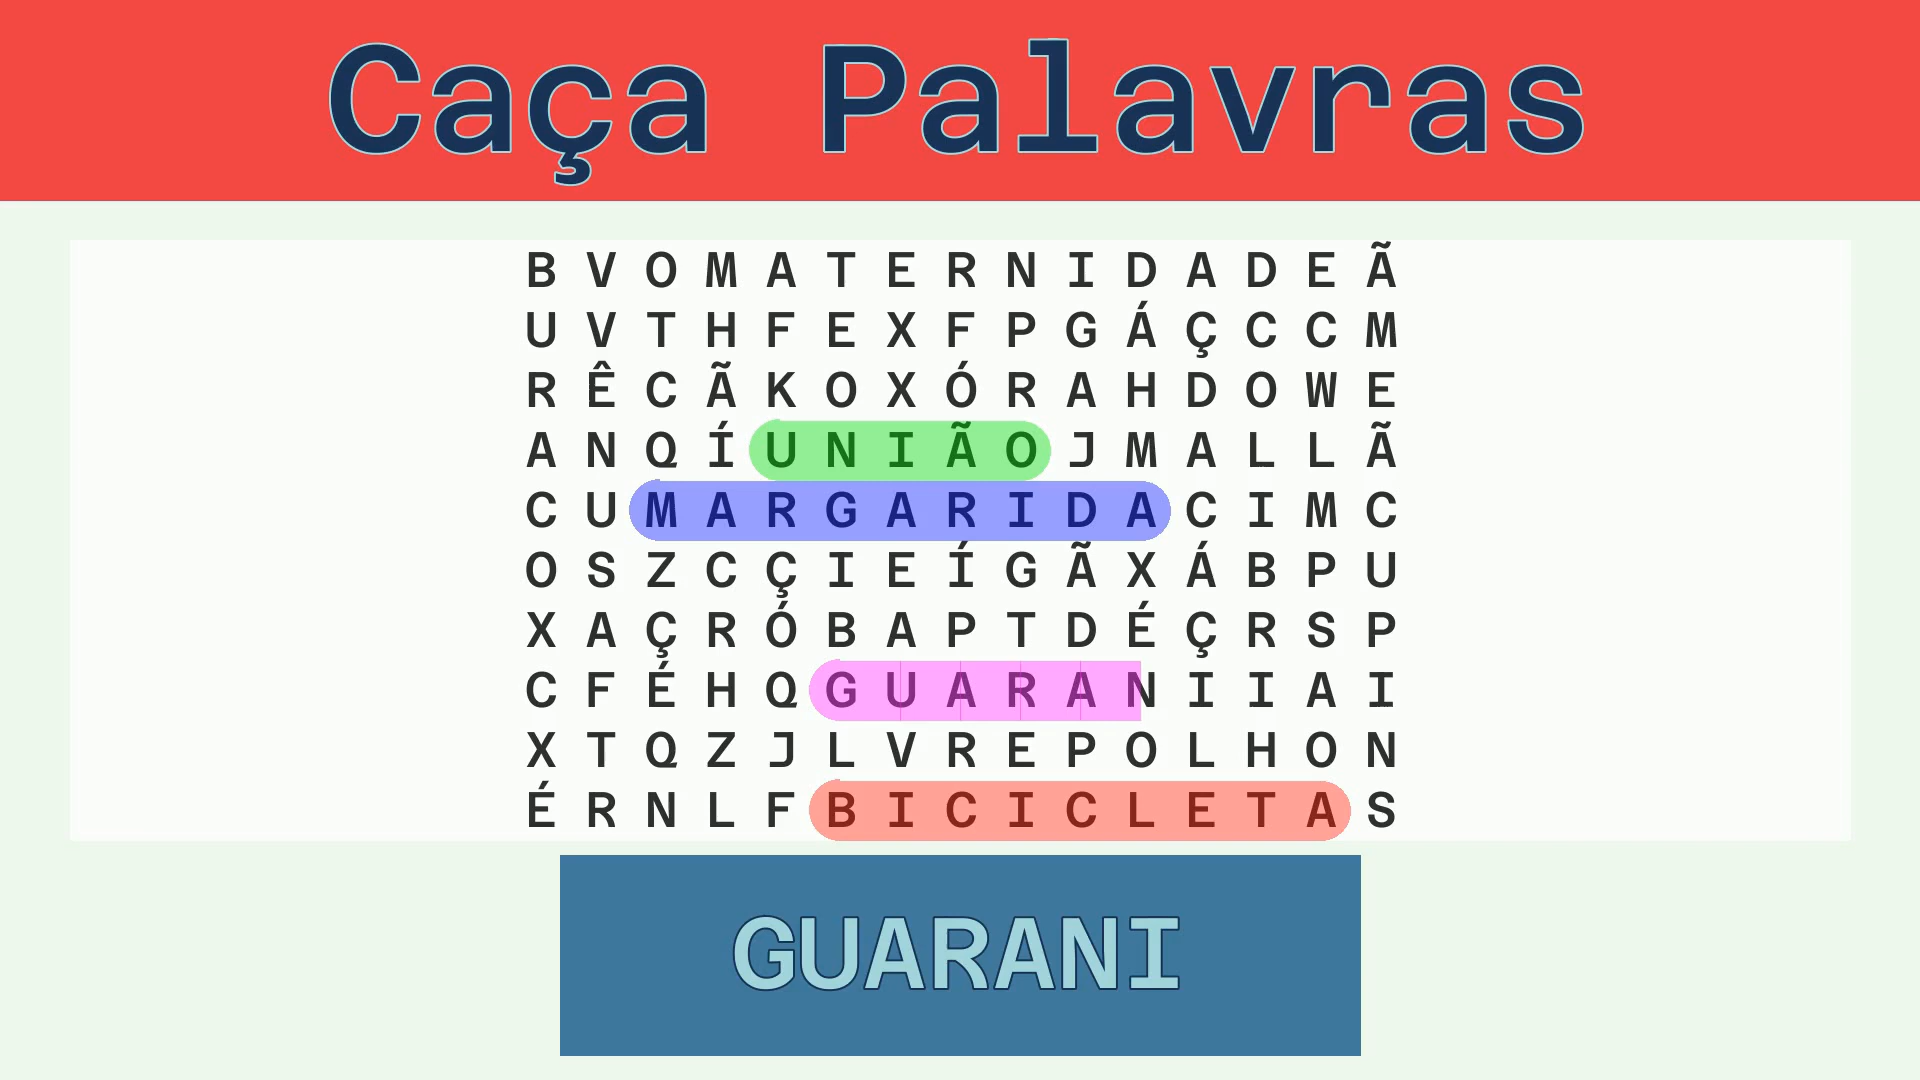 Caça Palavras
B V O M A T E R N I D A D E Ã
U V T H F E X F P G Á Ç C C M
R Ê C Ã K O X Ó R A H D O W E
A N Q Í U N I Ã O J M A L L Ã
C U M A R G A R I D A C I M C
O S Z C Ç I E Í G Ã X Á B P U
X A Ç R Ó B A P T D É Ç R S P
C F É H Q G U A R A N I I A I
X T Q Z J L V R E P O L H O N
É R N L F B I C I C L E T A S
GUARANI